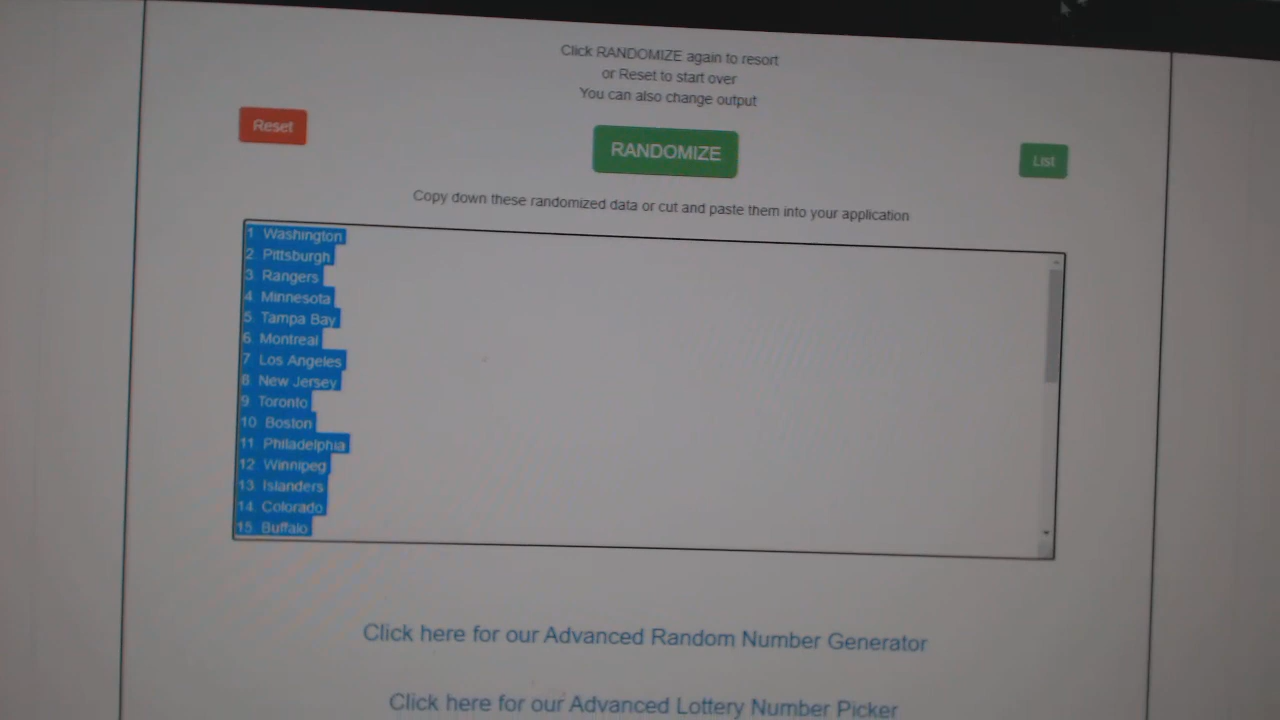 Click RANDOMIZE again to resort
or Reset to start over
You can also change output
Reset
RANDOMIZE
List
Copy down these randomized data or cut and paste them into your application
1. Washington
2. Pittsburgh
3. Rangers
4. Minnesota
5. Tampa Bay
6. Montreal
7. Los Angeles
8. New Jersey
9. Toronto
10. Boston
11. Philadelphia
12. Winnipeg
13. Islanders
14. Colorado
15. Buffalo
Click here for our Advanced Random Number Generator
Click here for our Advanced Lottery Number Picker